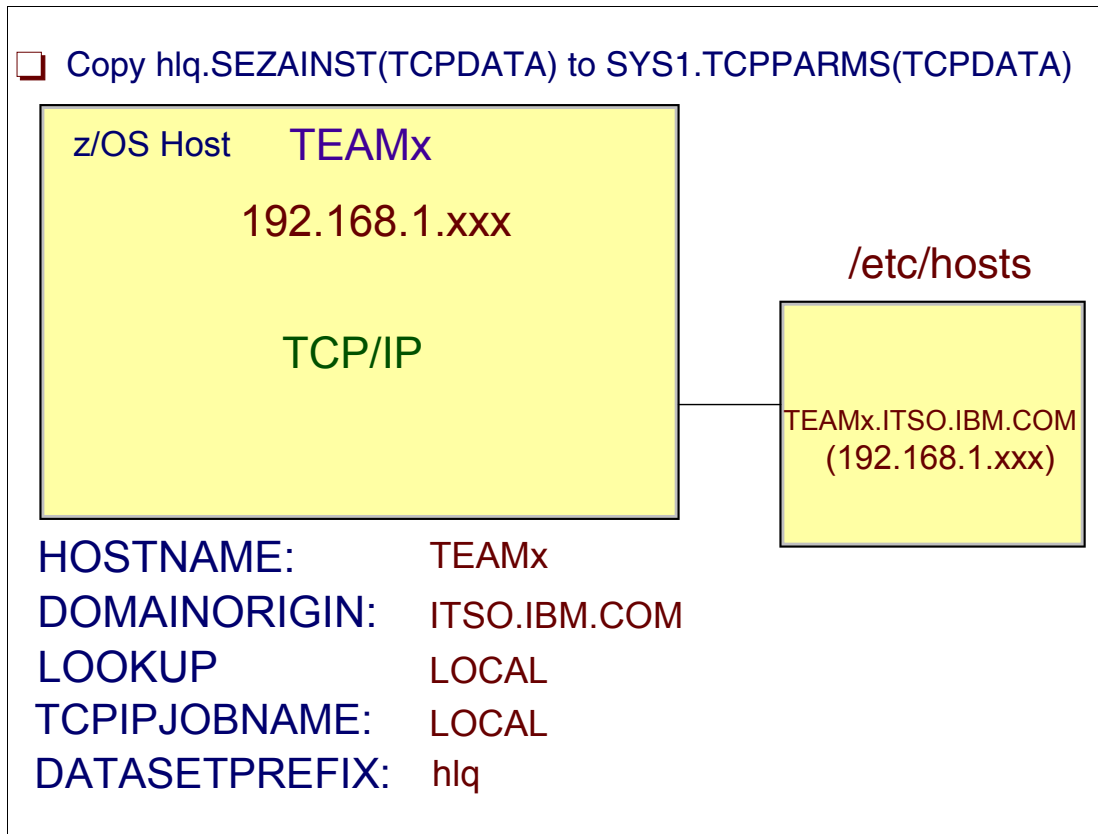 Copy hlq.SEZAINST(TCPDATA) to SYS1.TCPPARMS(TCPDATA)
z/OS Host TEAMx
192.168.1.xxx
TCP/IP
/etc/hosts
TEAMx.ITSO.IBM.COM
(192.168.1.xxx)
HOSTNAME: TEAMx
DOMAINORIGIN: ITSO.IBM.COM
LOOKUP LOCAL
TCPIPJOBNAME: LOCAL
DATASETPREFIX: hlq